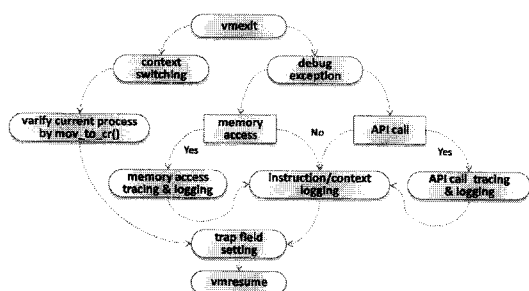 vmexit
context
switching
debug
exception
varify current process
by mov_to_cr()
memory
access
No
API call
Yes
Yes
memory access
tracing & logging
instruction/context
logging
API call tracing
& logging
trap field
setting
vmresume